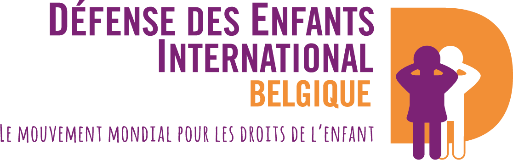 DÉFENSE DES ENFANTS
INTERNATIONAL
BELGIQUE
LE MOUVEMENT MONDIAL POUR LES DROITS DE L'ENFANT